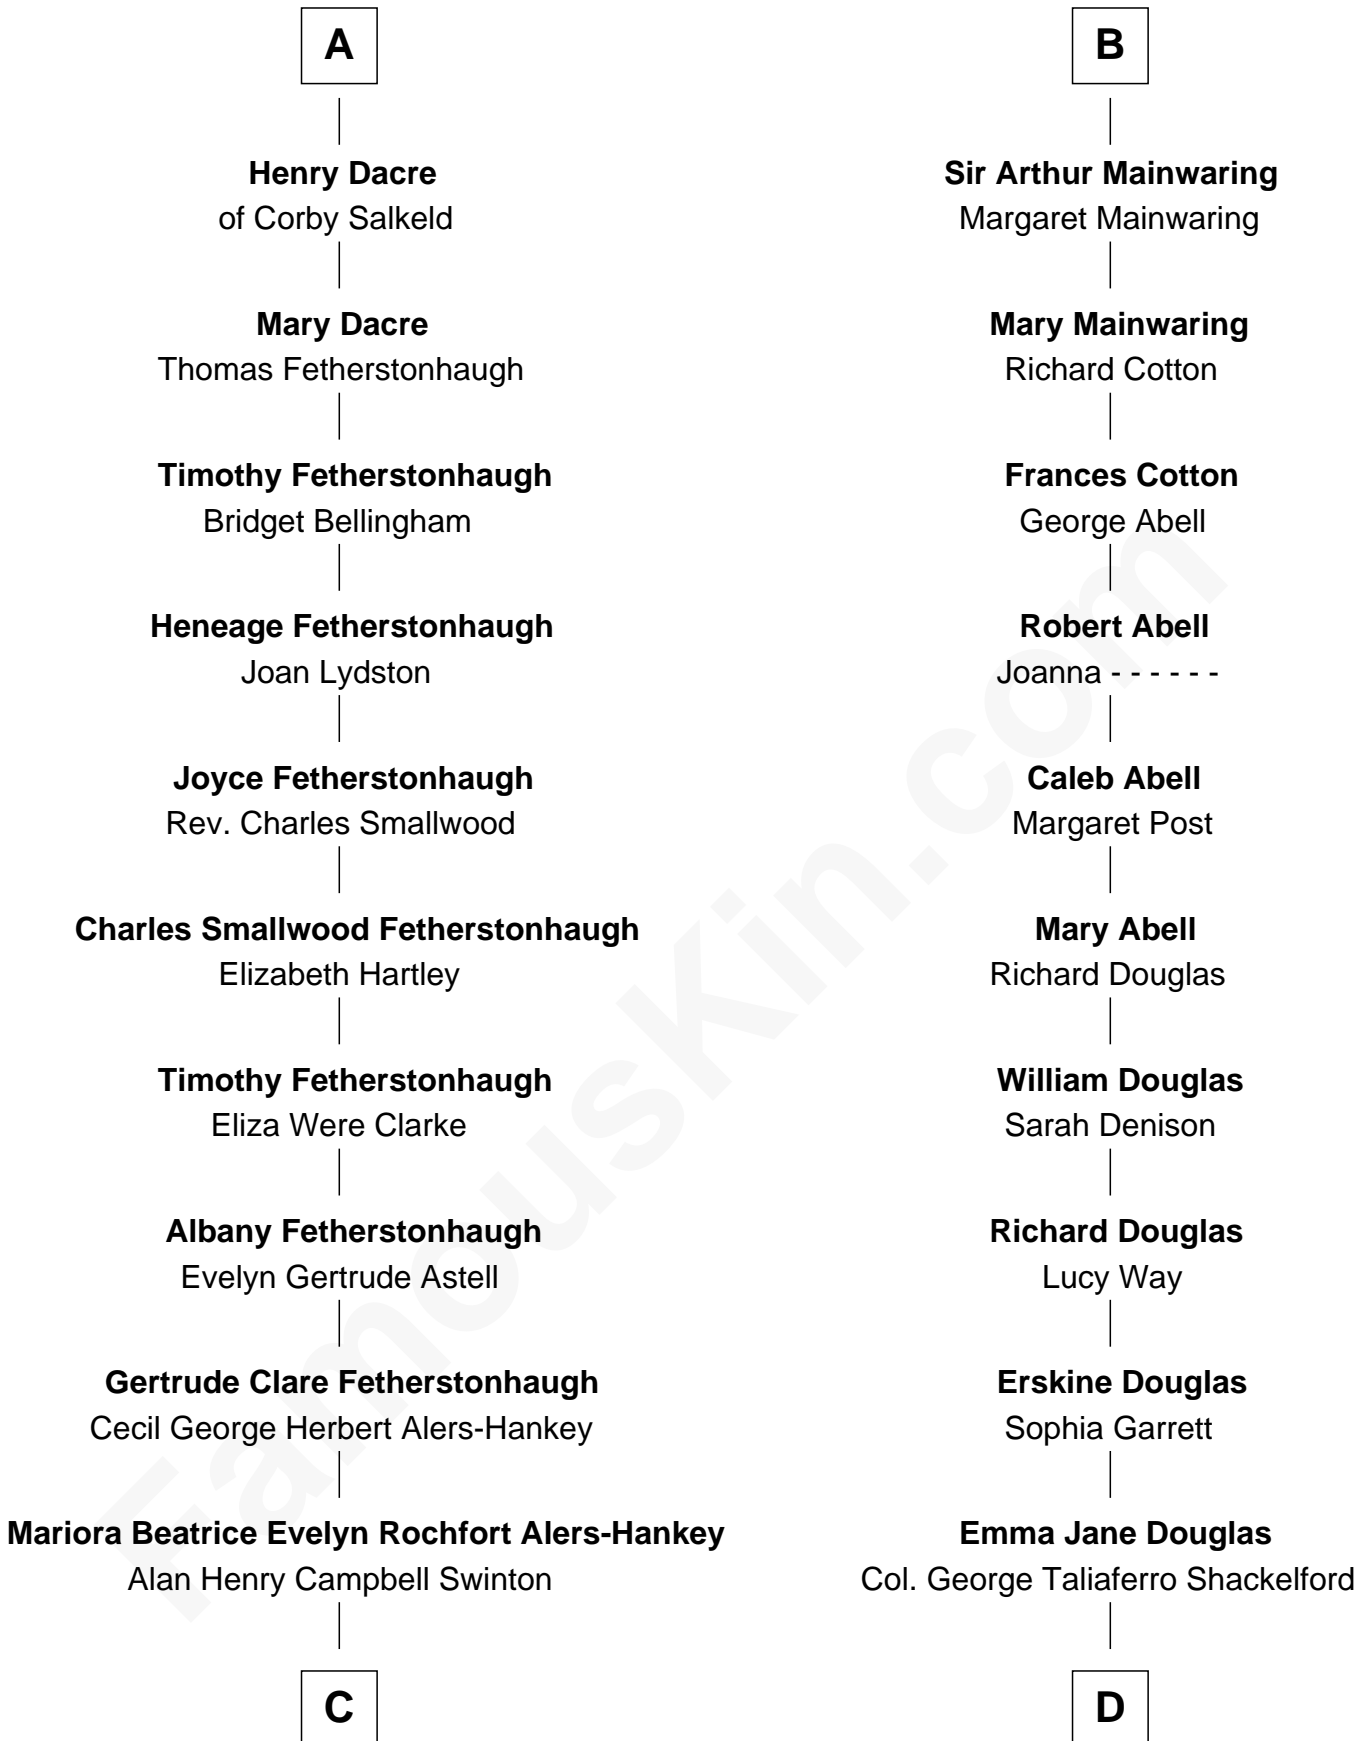 A
Henry Dacre
of Corby Salkeld
Mary Dacre
Thomas Fetherstonhaugh
Timothy Fetherstonhaugh
Bridget Bellingham
Heneage Fetherstonhaugh
Joan Lydston
Joyce Fetherstonhaugh
Rev. Charles Smallwood
Charles Smallwood Fetherstonhaugh
Elizabeth Hartley
Timothy Fetherstonhaugh
Eliza Were Clarke
Albany Fetherstonhaugh
Evelyn Gertrude Astell
Gertrude Clare Fetherstonhaugh
Cecil George Herbert Alers-Hankey
Mariora Beatrice Evelyn Rochfort Alers-Hankey
Alan Henry Campbell Swinton
C
B
Sir Arthur Mainwaring
Margaret Mainwaring
Mary Mainwaring
Richard Cotton
Frances Cotton
George Abell
Robert Abell
Joanna - - - - - -
Caleb Abell
Margaret Post
Mary Abell
Richard Douglas
William Douglas
Sarah Denison
Richard Douglas
Lucy Way
Erskine Douglas
Sophia Garrett
Emma Jane Douglas
Col. George Taliaferro Shackelford
D
FamousKin.com